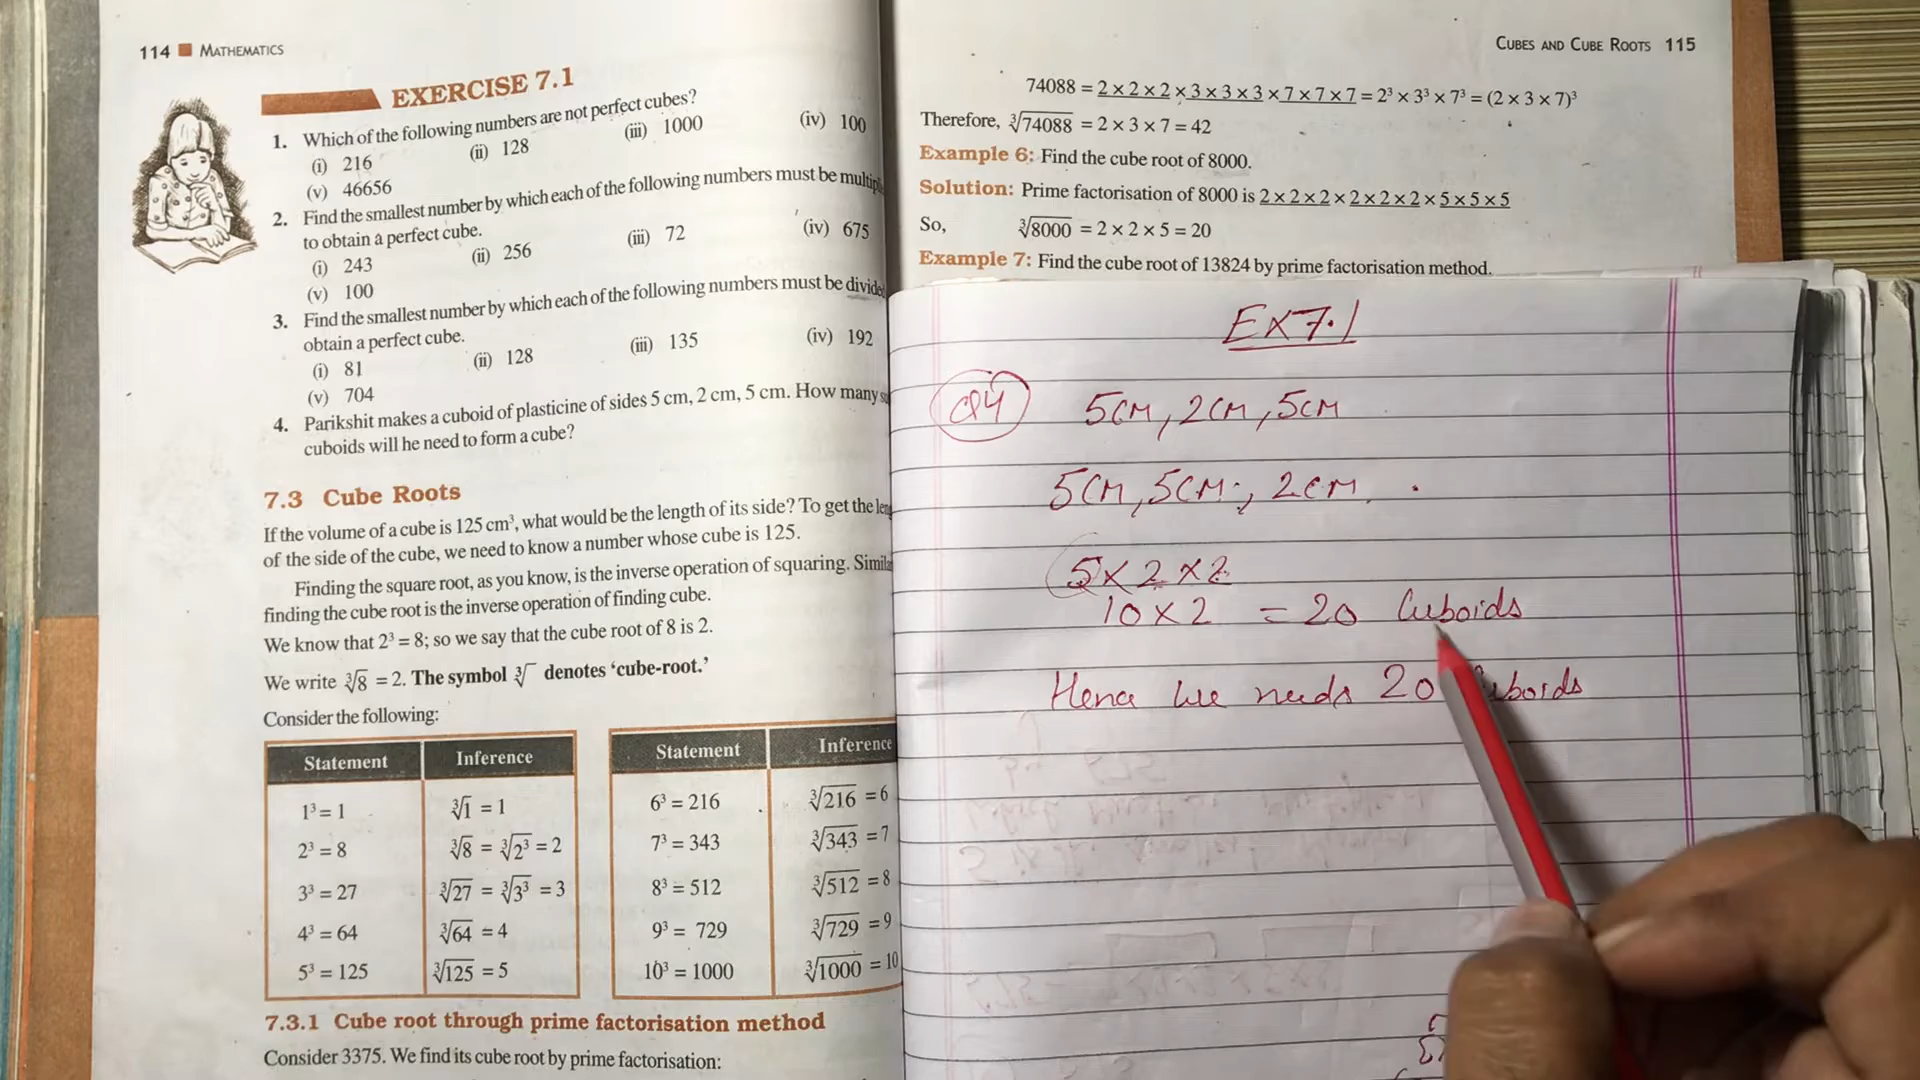 114 ■ MATHEMATICS
EXERCISE 7.1
1. Which of the following numbers are not perfect cubes?
(i) 216 (ii) 128 (iii) 1000 (iv) 100
(v) 46656
2. Find the smallest number by which each of the following numbers must be
to obtain a perfect cube.
(i) 243 (ii) 256 (iii) 72 (iv) 675
(v) 100
3. Find the smallest number by which each of the following numbers must be divide
obtain a perfect cube.
(i) 81 (ii) 128 (iii) 135 (iv) 192
(v) 704
4. Parikshit makes a cuboid of plasticine of sides 5 cm, 2 cm, 5 cm. How many
cuboids will he need to form a cube?
7.3 Cube Roots
If the volume of a cube is 125 cm³, what would be the length of its side? To get the
of the side of the cube, we need to know a number whose cube is 125.
Finding the square root, as you know, is the inverse operation of squaring.
finding the cube root is the inverse operation of finding cube.
We know that 2³ = 8; so we say that the cube root of 8 is 2.
We write ∛8 = 2. The symbol ∛ denotes ‘cube-root.’
Consider the following:
Statement Inference Statement Inference
1³ = 1 ∛1 = 1 6³ = 216 ∛216 = 6
2³ = 8 ∛8 = ∛2³ = 2 7³ = 343 ∛343 = 7
3³ = 27 ∛27 = ∛3³ = 3 8³ = 512 ∛512 = 8
4³ = 64 ∛64 = 4 9³ = 729 ∛729 = 9
5³ = 125 ∛125 = 5 10³ = 1000 ∛1000 = 10
7.3.1 Cube root through prime factorisation method
Consider 3375. We find its cube root by prime factorisation:
CUBES AND CUBE ROOTS 115
74088 = 2 × 2 × 2 × 3 × 3 × 3 × 7 × 7 × 7 = 2³ × 3³ × 7³ = (2 × 3 × 7)³
Therefore, ∛74088 = 2 × 3 × 7 = 42
Example 6: Find the cube root of 8000.
Solution: Prime factorisation of 8000 is 2 × 2 × 2 × 2 × 2 × 2 × 5 × 5 × 5
So, ∛8000 = 2 × 2 × 5 = 20
Example 7: Find the cube root of 13824 by prime factorisation method.
EX 7.1
Q4 5cm, 2cm, 5cm
5cm, 5cm, 2cm.
5 × 2 × 2
10 × 2 = 20 Cuboids
Hence we needs 20